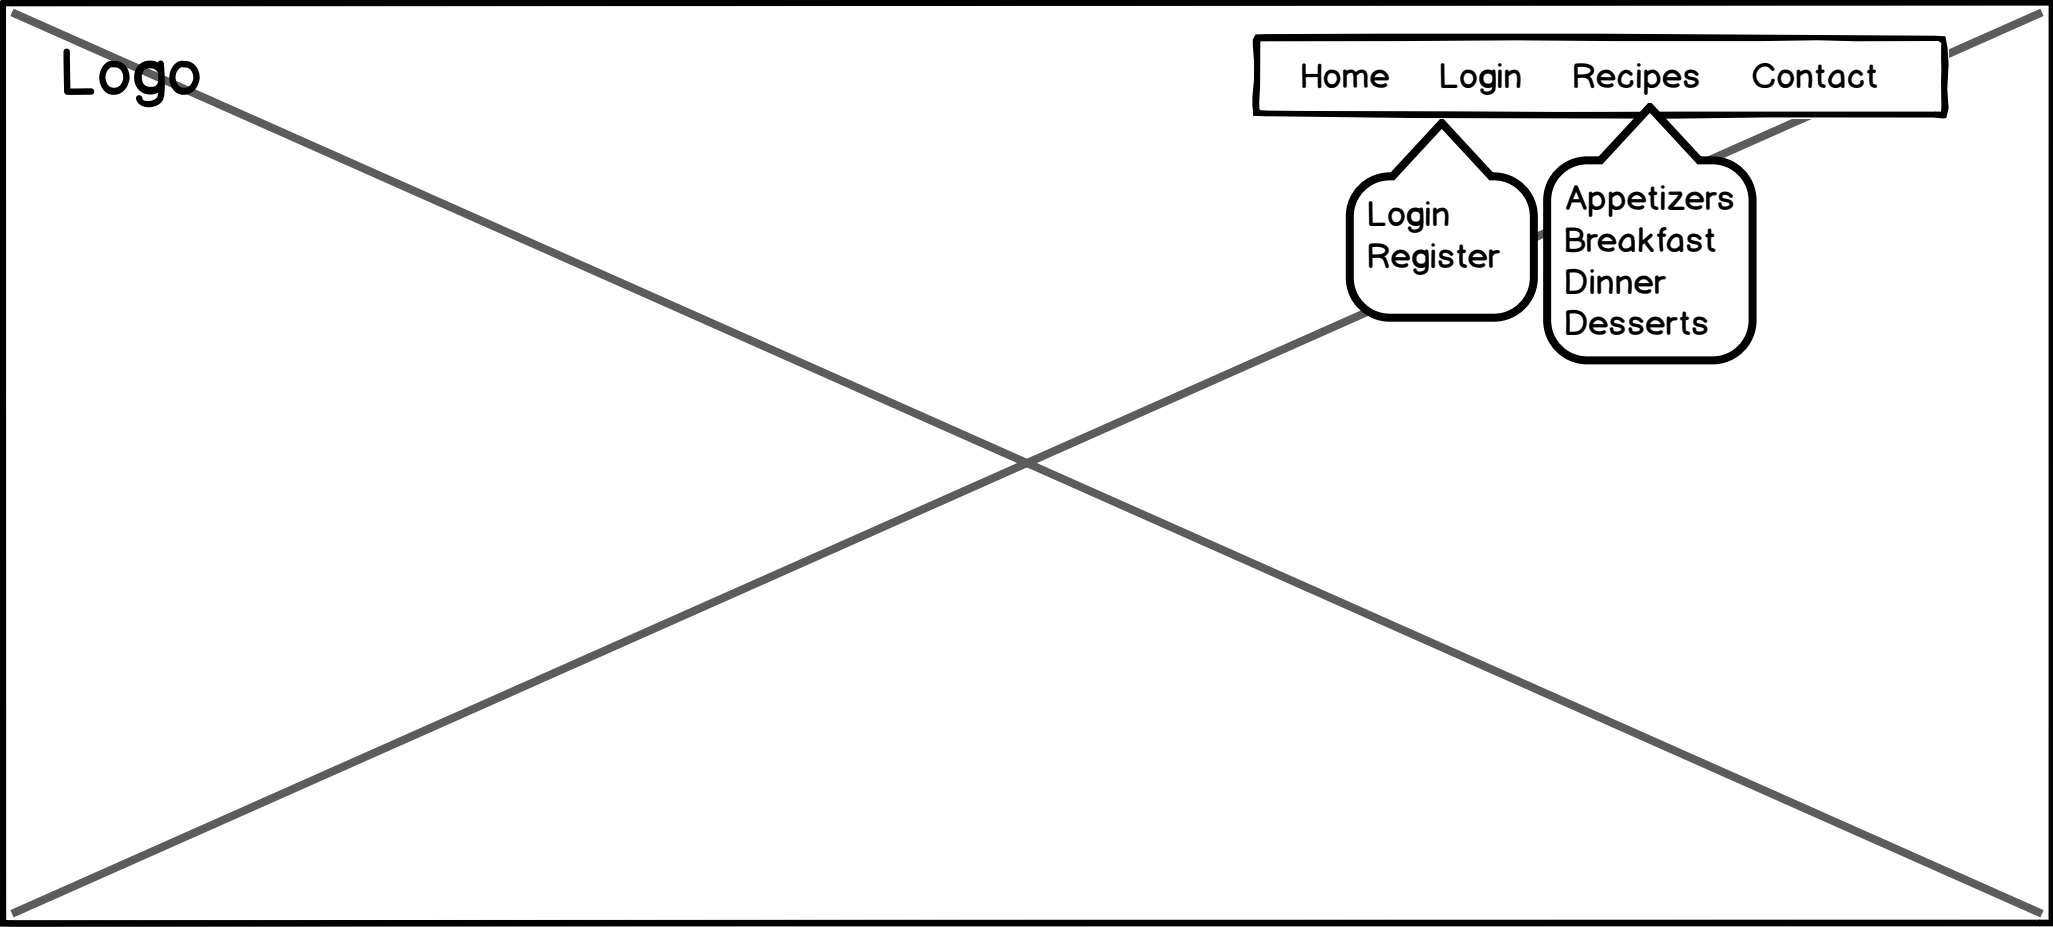 Logo
Home Login Recipes Contact
Login
Register
Appetizers
Breakfast
Dinner
Desserts